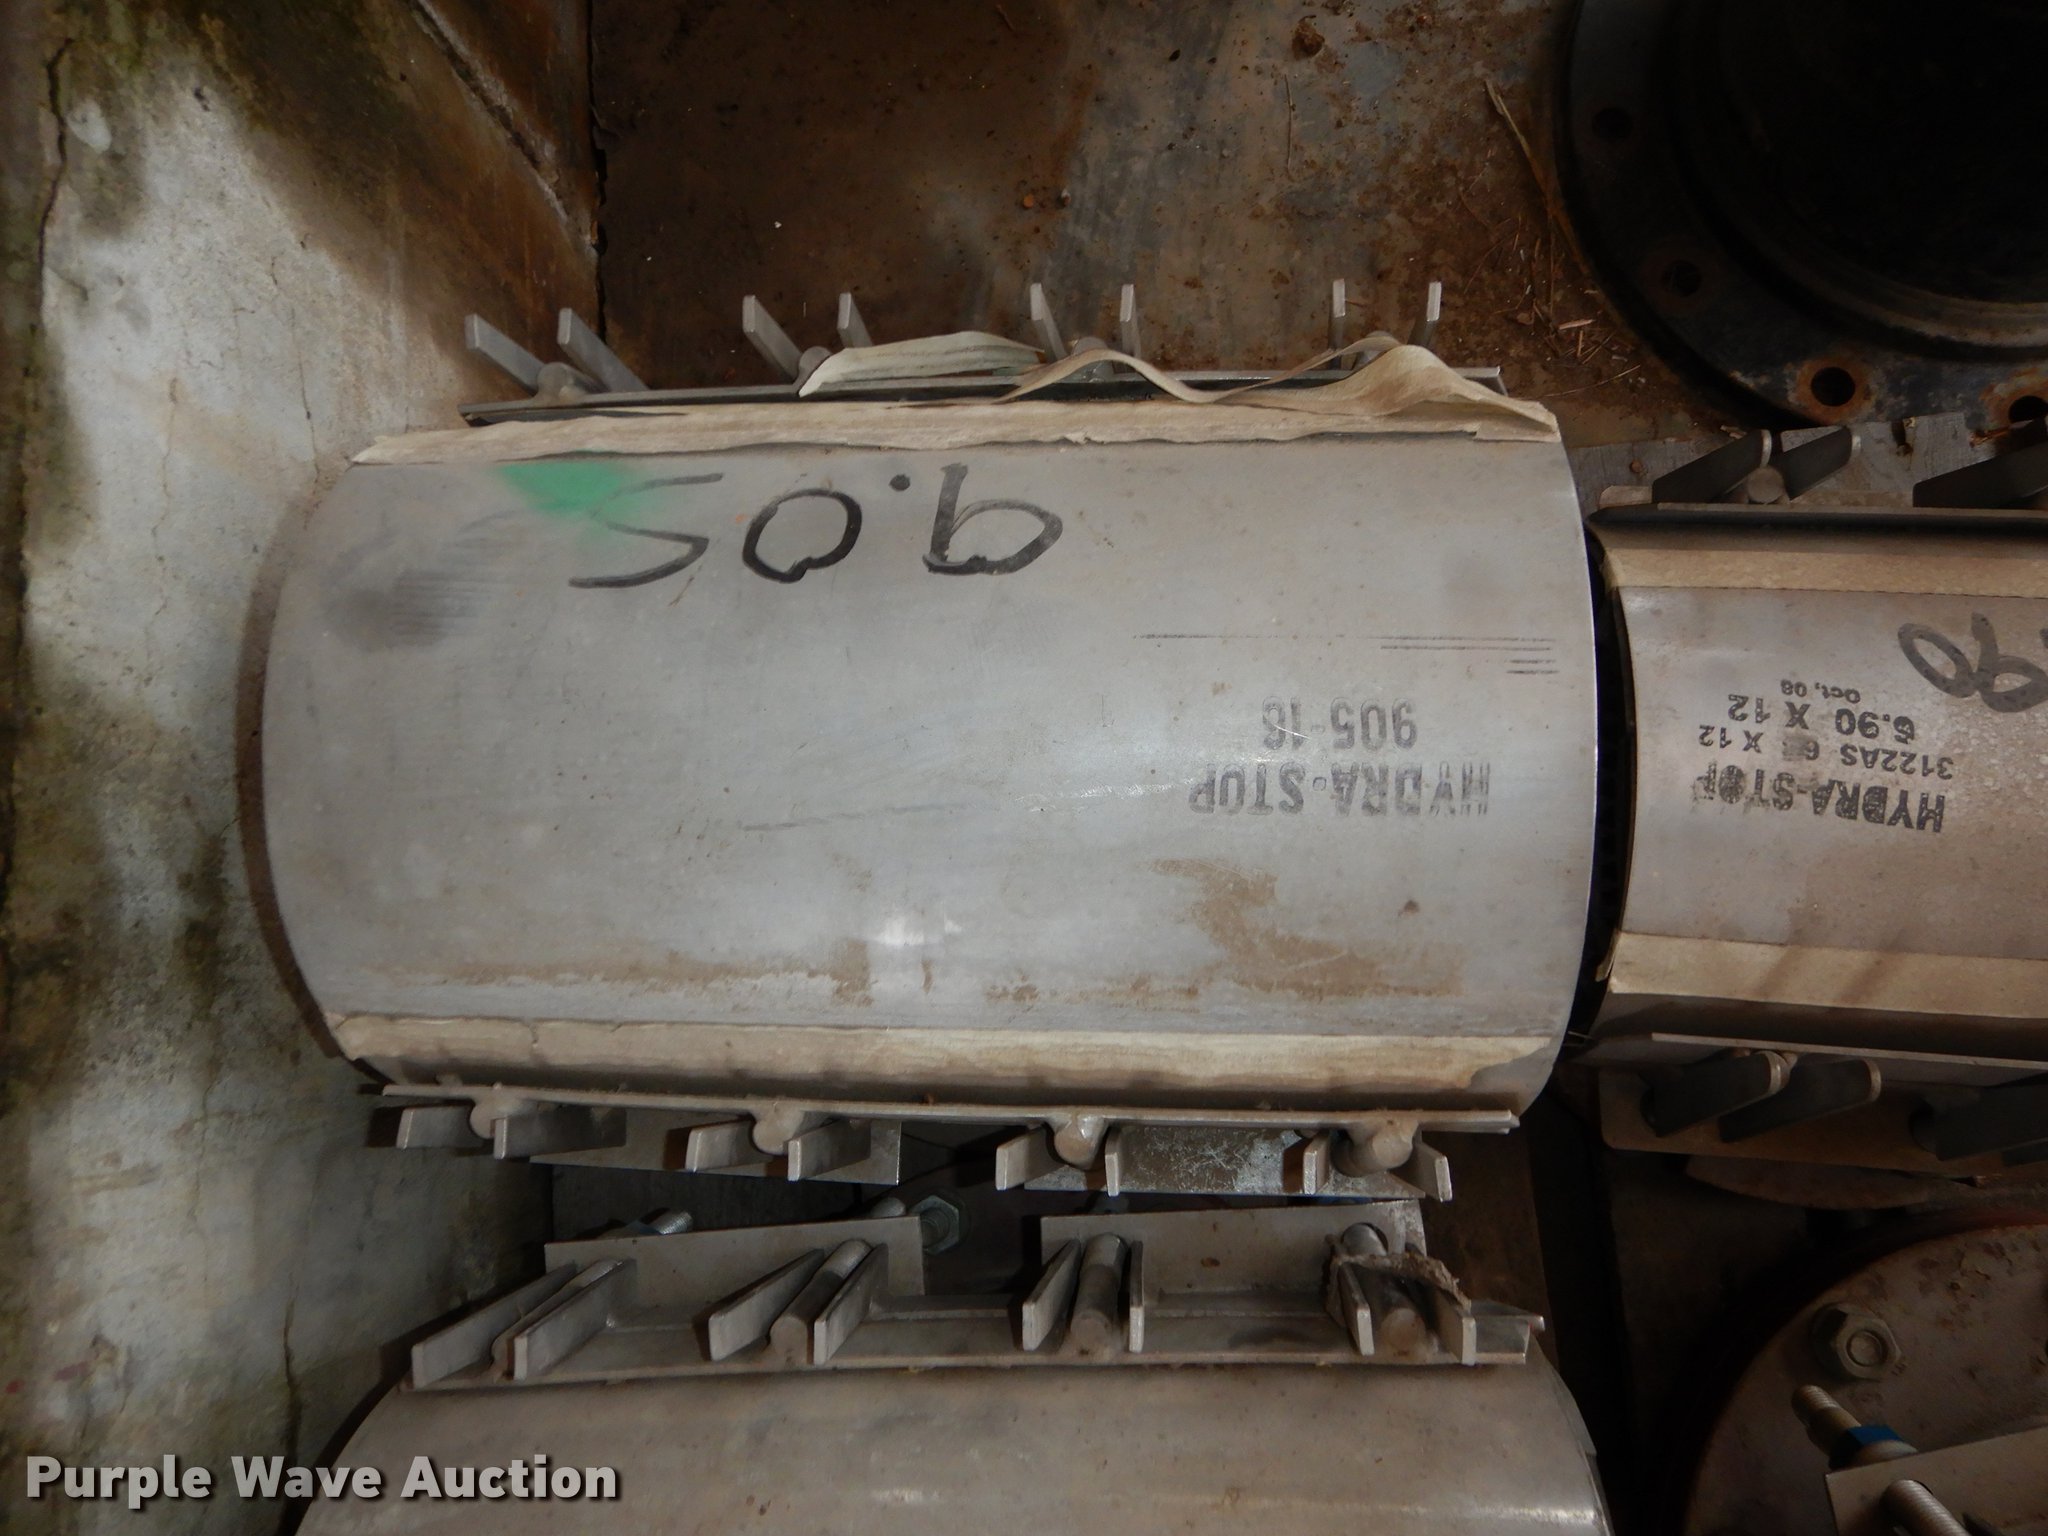 9.05
HYDRA-STOP
905-16
HYDRA-STOP
3122AS 6 X 12
6.90 X 12
Oct, 08
Purple Wave Auction